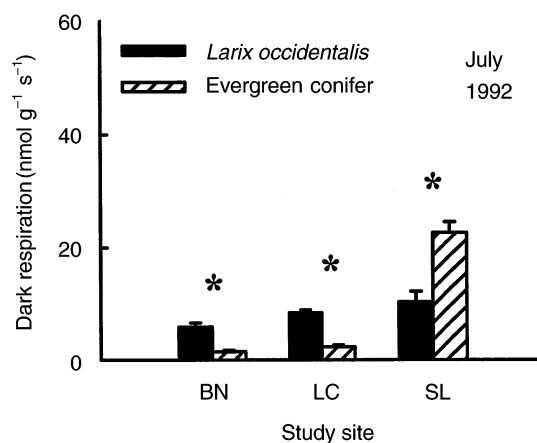 60
40
20
0
Dark respiration (nmol g⁻¹ s⁻¹)
Larix occidentalis
Evergreen conifer
July
1992
*
*
*
BN LC SL
Study site